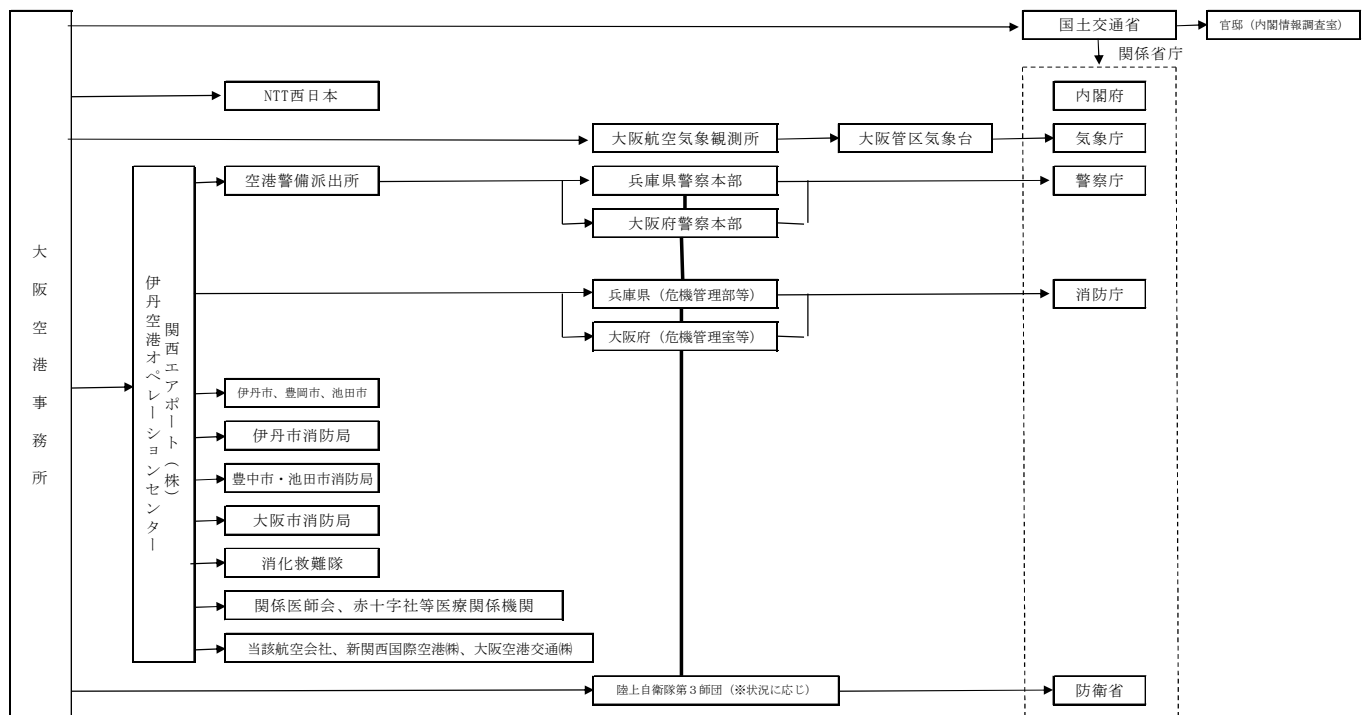 国土交通省
官邸（内閣情報調査室）
関係省庁
NTT西日本
内閣府
大阪航空気象観測所
大阪管区気象台
気象庁
空港警備派出所
兵庫県警察本部
警察庁
大阪府警察本部
大阪空港事務所
関西エアポート（株）
伊丹空港オペレーションセンター
兵庫県（危機管理部等）
消防庁
大阪府（危機管理室等）
伊丹市、豊岡市、池田市
伊丹市消防局
豊中市・池田市消防局
大阪市消防局
消化救難隊
関係医師会、赤十字社等医療関係機関
当該航空会社、新関西国際空港㈱、大阪空港交通㈱
陸上自衛隊第３師団（※状況に応じ）
防衛省